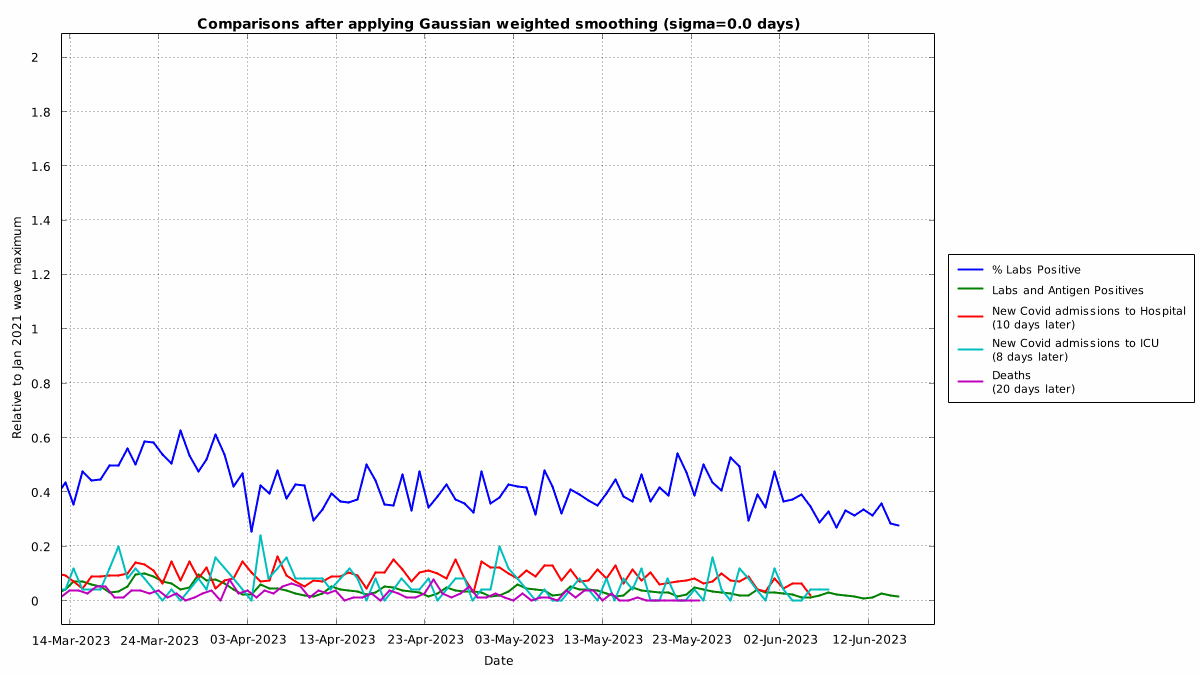 Comparisons after applying Gaussian weighted smoothing (sigma=0.0 days)
2
1.8
1.6
1.4
1.2
1
0.8
0.6
0.4
0.2
0
Relative to Jan 2021 wave maximum
14-Mar-2023 24-Mar-2023 03-Apr-2023 13-Apr-2023 23-Apr-2023 03-May-2023 13-May-2023 23-May-2023 02-Jun-2023 12-Jun-2023
Date
% Labs Positive
Labs and Antigen Positives
New Covid admissions to Hospital
(10 days later)
New Covid admissions to ICU
(8 days later)
Deaths
(20 days later)